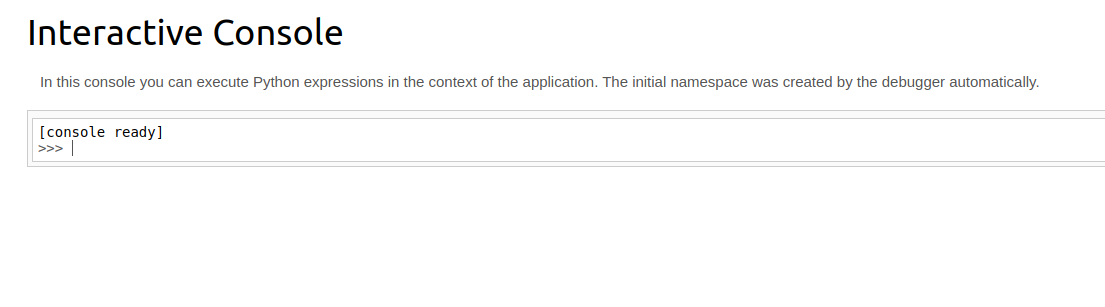 Interactive Console
In this console you can execute Python expressions in the context of the application. The initial namespace was created by the debugger automatically.
[console ready]
>>>